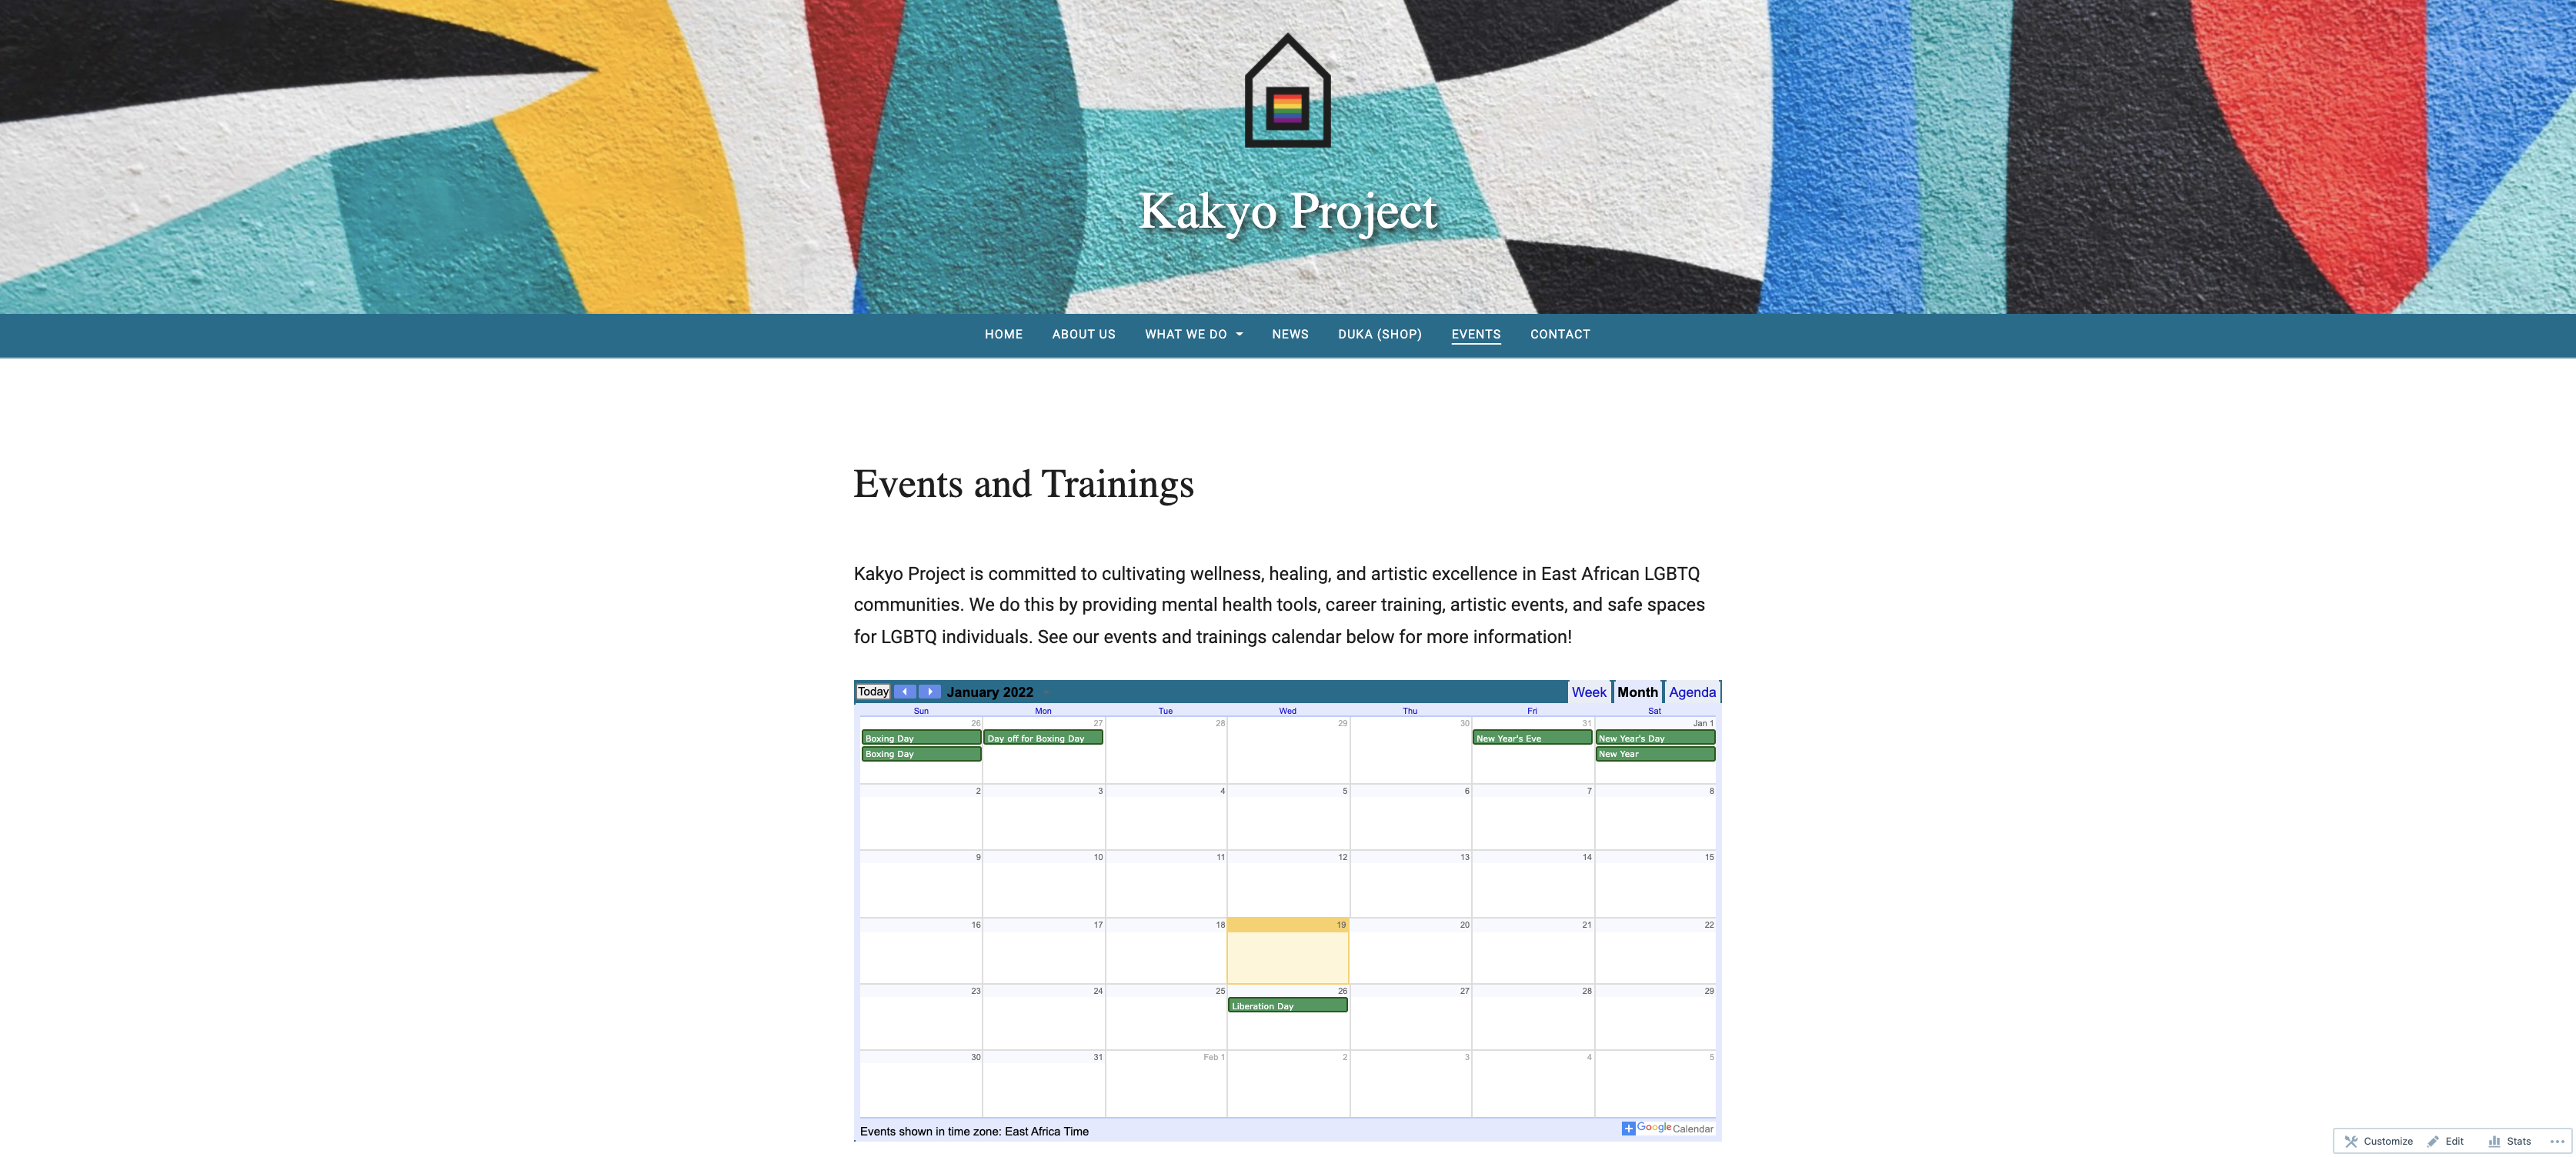 Kakyo Project
HOME ABOUT US WHAT WE DO NEWS DUKA (SHOP) EVENTS CONTACT
Events and Trainings
Kakyo Project is committed to cultivating wellness, healing, and artistic excellence in East African LGBTQ
communities. We do this by providing mental health tools, career training, artistic events, and safe spaces
for LGBTQ individuals. See our events and trainings calendar below for more information!
Today January 2022 Week Month Agenda
Sun Mon Tue Wed Thu Fri Sat
26 27 28 29 30 31 Jan 1
Boxing Day Day off for Boxing Day New Year's Eve New Year's Day
Boxing Day New Year
2 3 4 5 6 7 8
9 10 11 12 13 14 15
16 17 18 19 20 21 22
23 24 25 26 27 28 29
Liberation Day
30 31 Feb 1 2 3 4 5
Events shown in time zone: East Africa Time Google Calendar
Customize Edit Stats